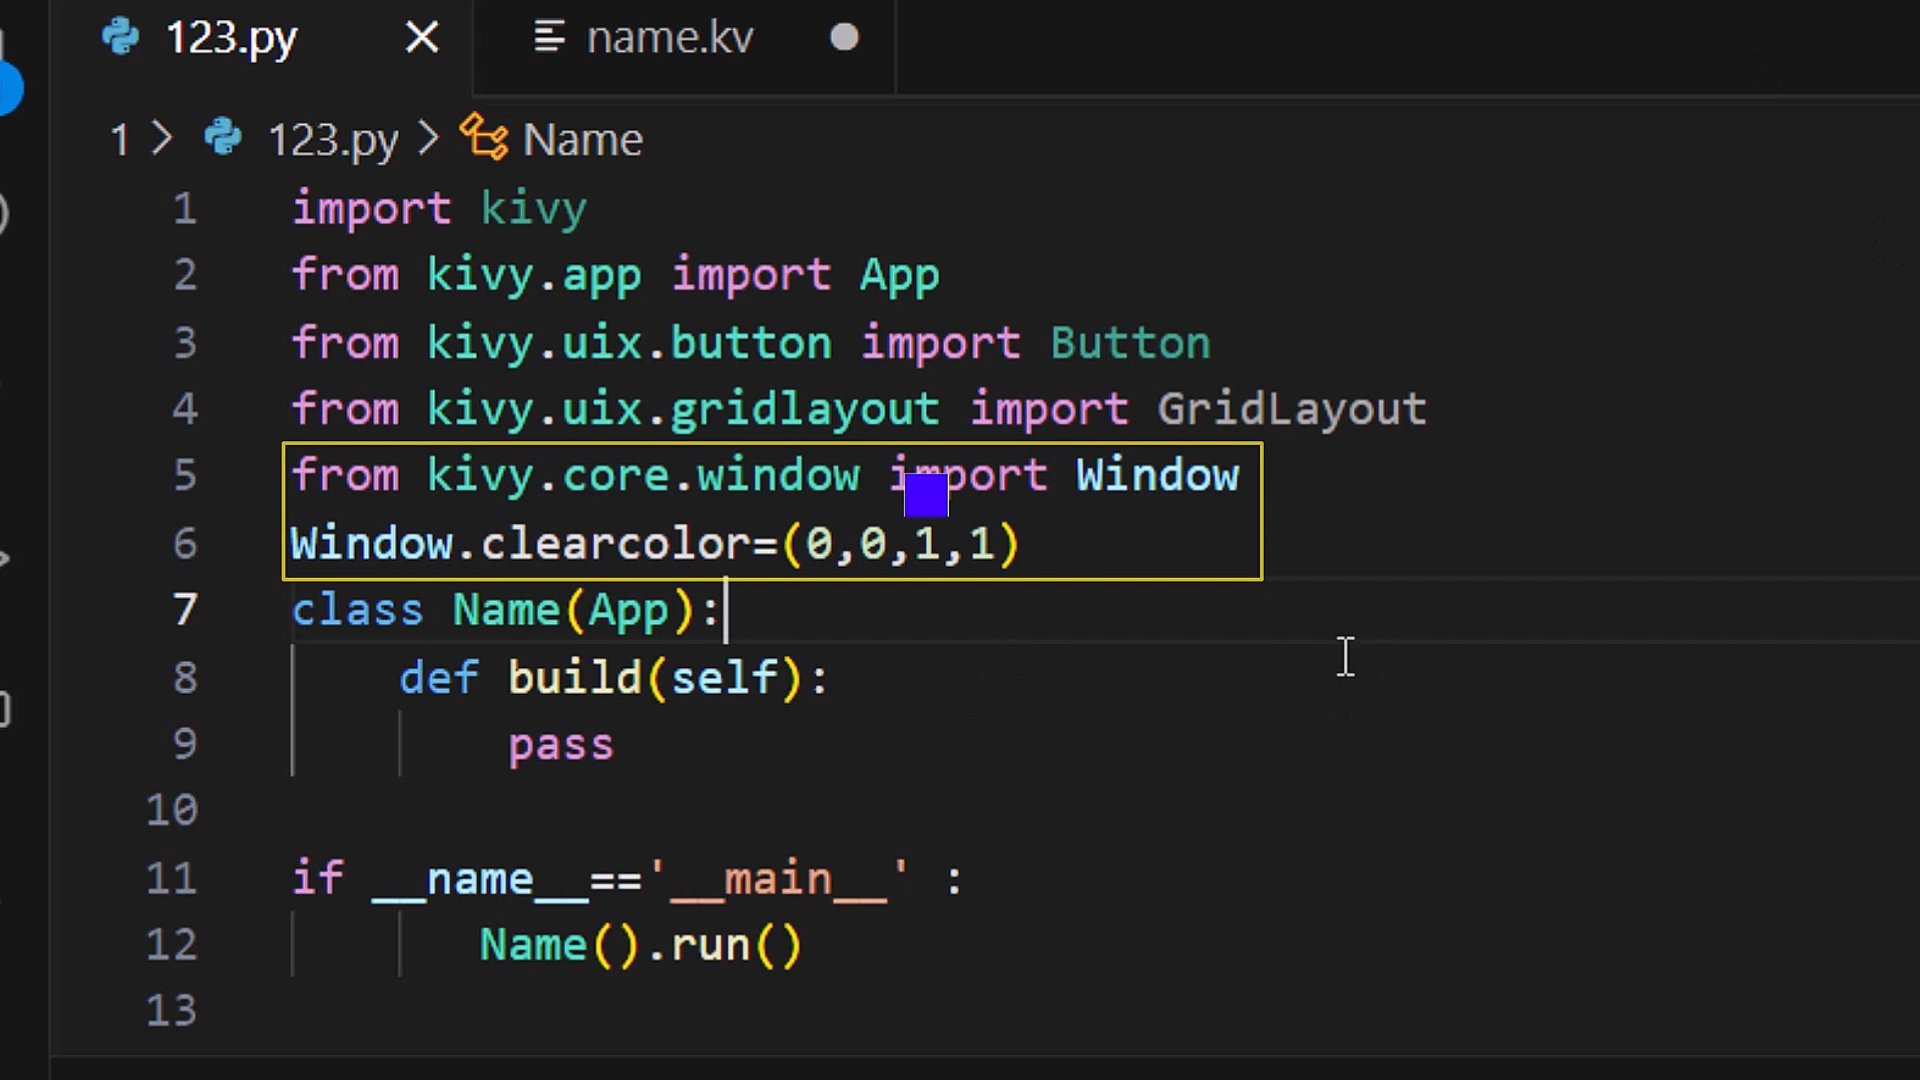 123.py
name.kv
1 > 123.py > Name
1 import kivy
2 from kivy.app import App
3 from kivy.uix.button import Button
4 from kivy.uix.gridlayout import GridLayout
5 from kivy.core.window import Window
6 Window.clearcolor=(0,0,1,1)
7 class Name(App):
8 def build(self):
9 pass
10
11 if __name__=='__main__' :
12 Name().run()
13